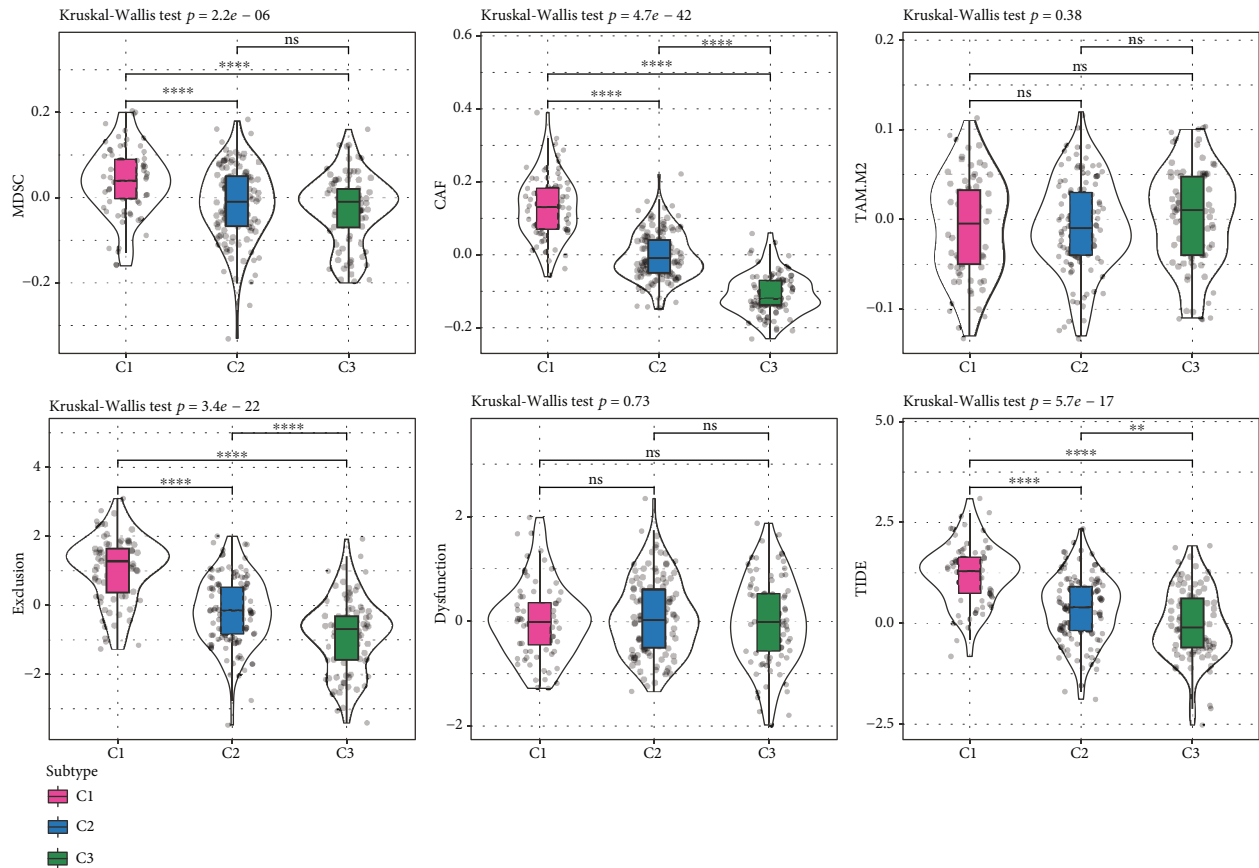 Kruskal-Wallis test p = 2.2e − 06
ns
****
****
0.2
0.0
−0.2
MDSC
C1 C2 C3
Kruskal-Wallis test p = 4.7e − 42
****
****
****
0.6
0.4
0.2
0.0
−0.2
CAF
C1 C2 C3
Kruskal-Wallis test p = 0.38
ns
ns
ns
0.2
0.1
0.0
−0.1
TAM.M2
C1 C2 C3
Kruskal-Wallis test p = 3.4e − 22
****
****
****
4
2
0
−2
Exclusion
C1 C2 C3
Kruskal-Wallis test p = 0.73
ns
ns
ns
2
0
−2
Dysfunction
C1 C2 C3
Kruskal-Wallis test p = 5.7e − 17
**
****
****
5.0
2.5
0.0
−2.5
TIDE
C1 C2 C3
Subtype
C1
C2
C3